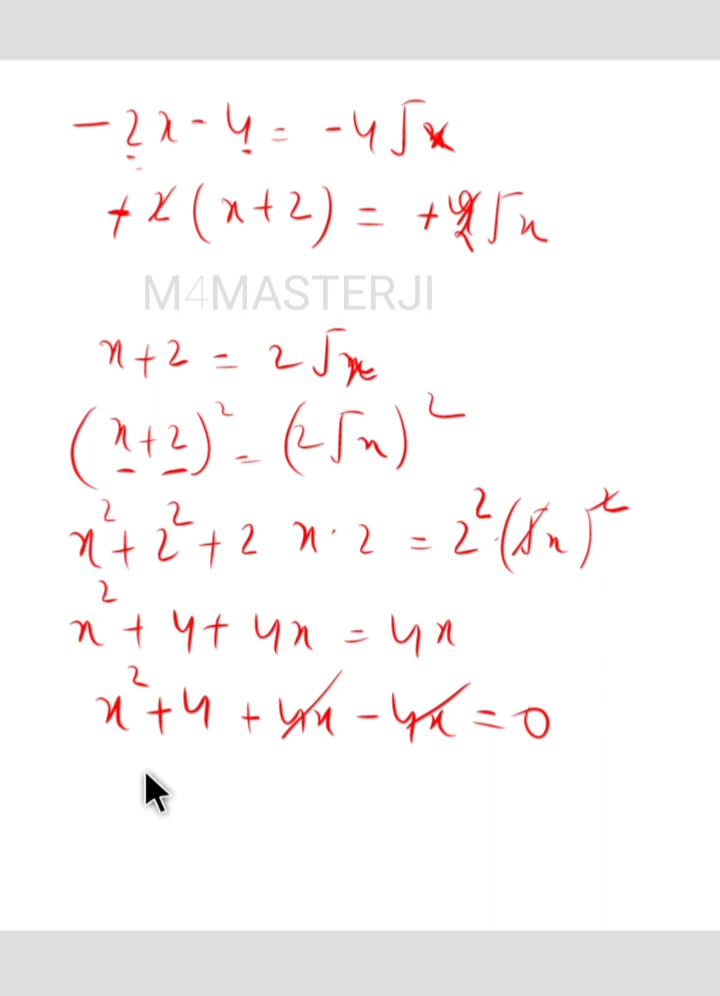 -2x-4 = -4√x
+2(x+2) = +4√x
M4MASTERJI
x+2 = 2√x
(x+2)² = (2√x)²
x²+2²+2 x·2 = 2²·(√x)²
x²+4+4x = 4x
x²+4+4x-4x=0